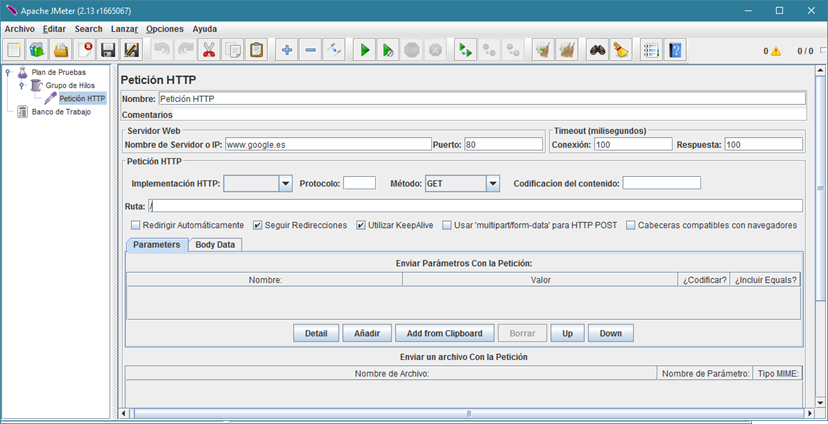 Apache JMeter (2.13 r1665067)
Archivo Editar Search Lanzar Opciones Ayuda
0 0 / 0
Plan de Pruebas
Grupo de Hilos
Petición HTTP
Banco de Trabajo
Petición HTTP
Nombre: Petición HTTP
Comentarios
Servidor Web Timeout (milisegundos)
Nombre de Servidor o IP: www.google.es Puerto: 80 Conexión: 100 Respuesta: 100
Petición HTTP
Implementación HTTP: Protocolo: Método: GET Codificacion del contenido:
Ruta: /
Redirigir Automáticamente Seguir Redirecciones Utilizar KeepAlive Usar 'multipart/form-data' para HTTP POST Cabeceras compatibles con navegadores
Parameters Body Data
Enviar Parámetros Con la Petición:
Nombre: Valor ¿Codificar? ¿Incluir Equals?
Detail Añadir Add from Clipboard Borrar Up Down
Enviar un archivo Con la Petición
Nombre de Archivo: Nombre de Parámetro: Tipo MIME: